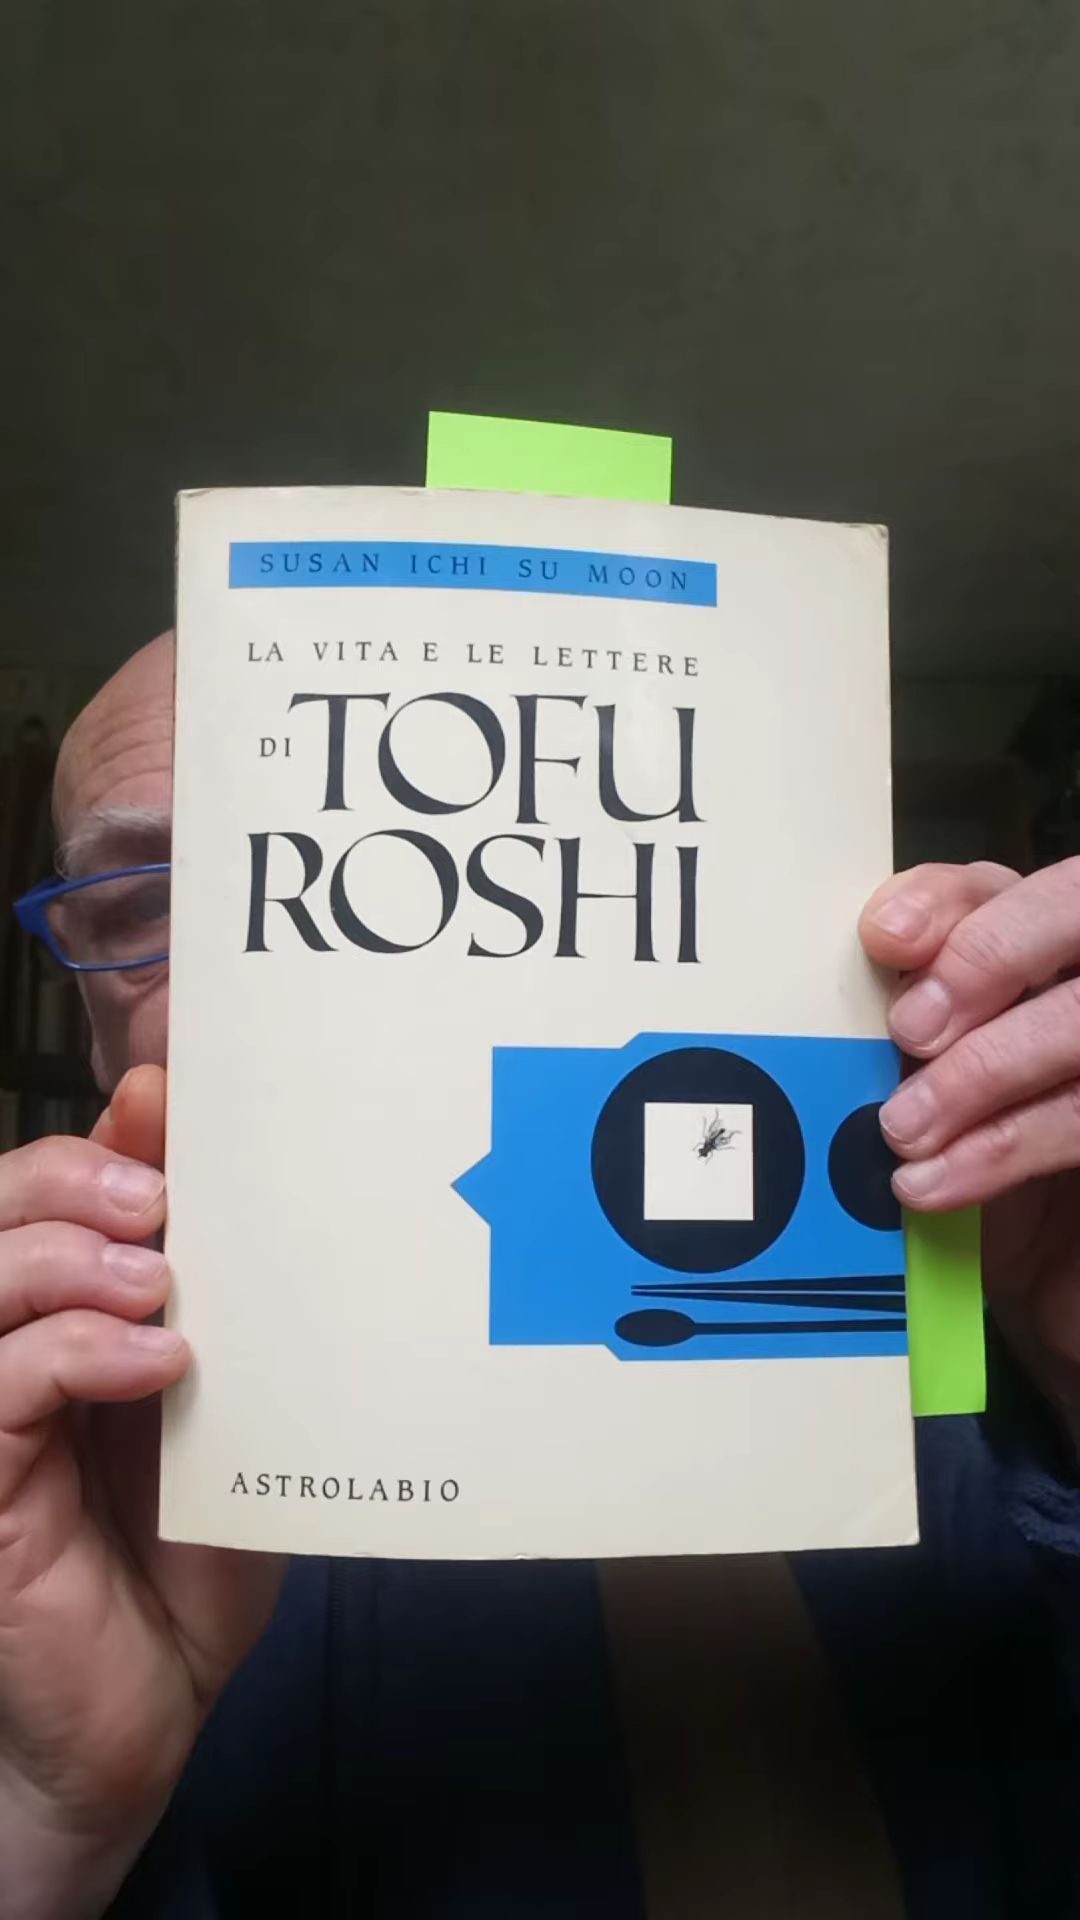 SUSAN ICHI SU MOON
LA VITA E LE LETTERE
DI TOFU
ROSHI
ASTROLABIO